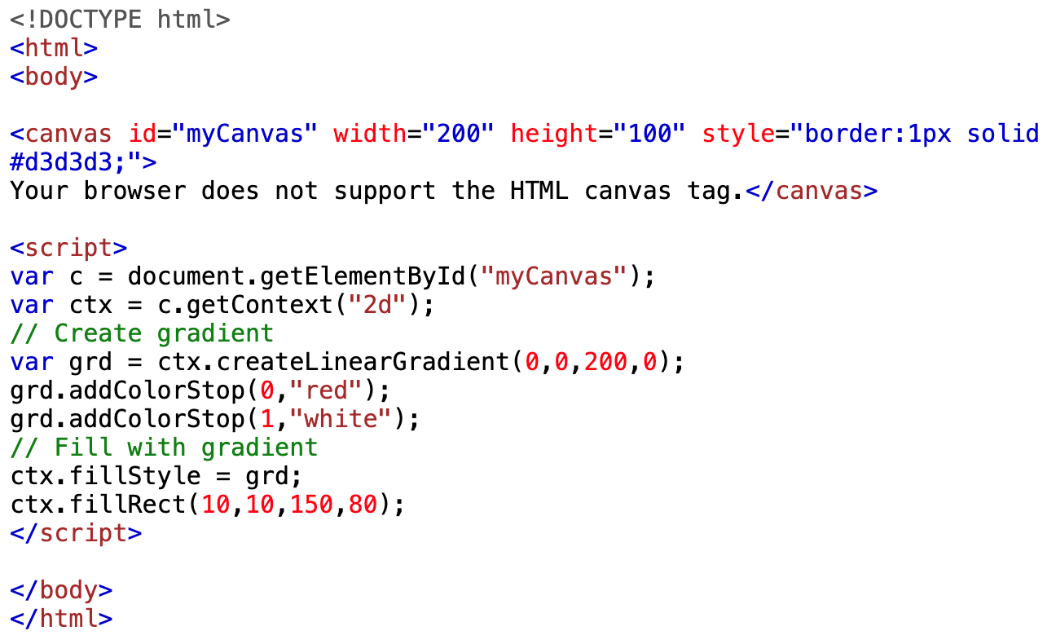 <!DOCTYPE html>
<html>
<body>
<canvas id="myCanvas" width="200" height="100" style="border:1px solid
#d3d3d3;">
Your browser does not support the HTML canvas tag.</canvas>
<script>
var c = document.getElementById("myCanvas");
var ctx = c.getContext("2d");
// Create gradient
var grd = ctx.createLinearGradient(0,0,200,0);
grd.addColorStop(0,"red");
grd.addColorStop(1,"white");
// Fill with gradient
ctx.fillStyle = grd;
ctx.fillRect(10,10,150,80);
</script>
</body>
</html>